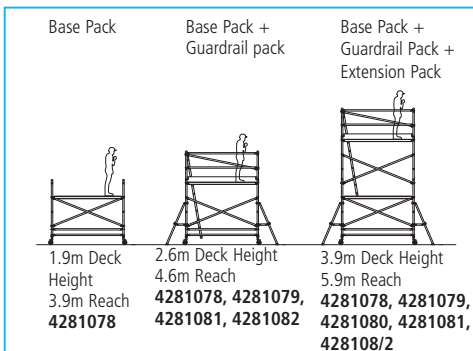 Base Pack
1.9m Deck
Height
3.9m Reach
4281078
Base Pack +
Guardrail pack
2.6m Deck Height
4.6m Reach
4281078, 4281079,
4281081, 4281082
Base Pack +
Guardrail Pack +
Extension Pack
3.9m Deck Height
5.9m Reach
4281078, 4281079,
4281080, 4281081,
428108/2